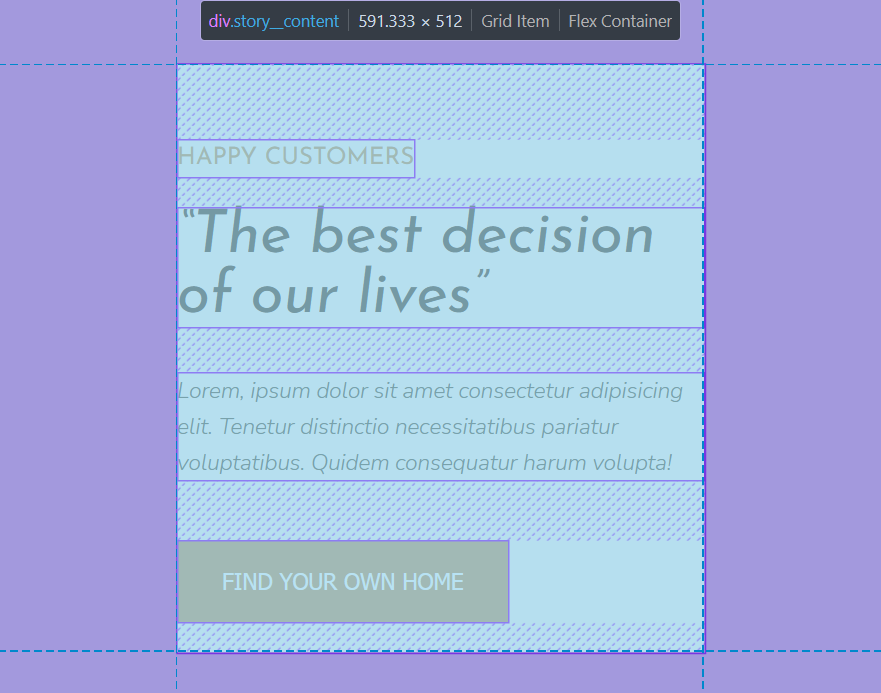 div.story__content 591.333 × 512 Grid Item Flex Container
HAPPY CUSTOMERS
“The best decision
of our lives”
Lorem, ipsum dolor sit amet consectetur adipisicing
elit. Tenetur distinctio necessitatibus pariatur
voluptatibus. Quidem consequatur harum volupta!
FIND YOUR OWN HOME